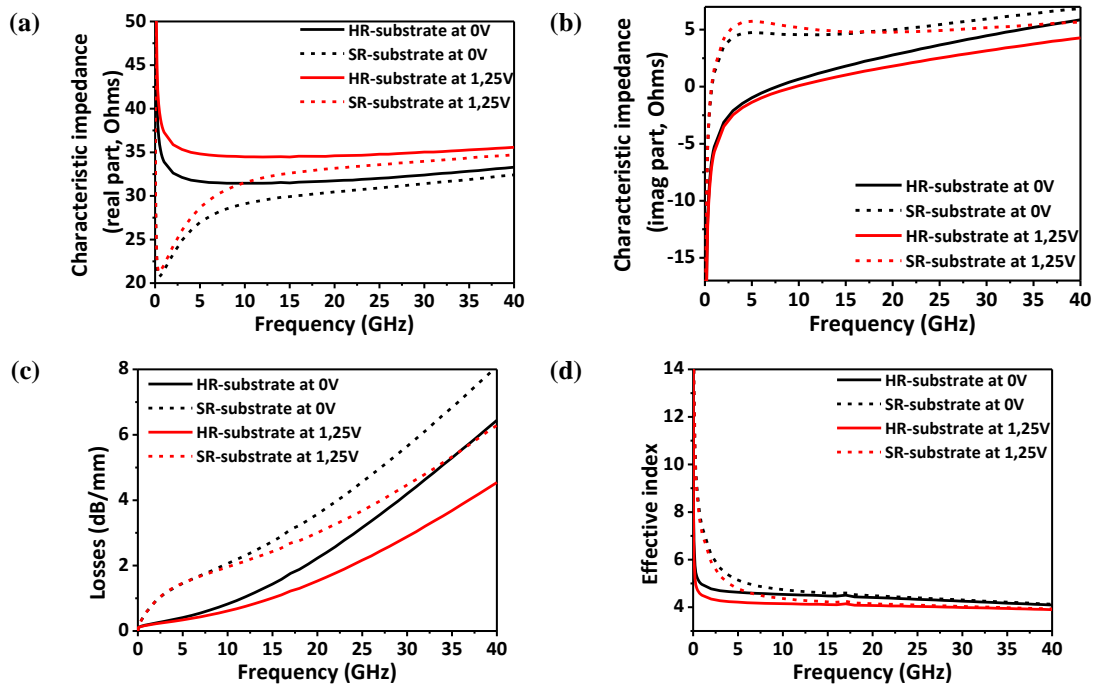 (a)
Characteristic impedance
(real part, Ohms)
50
45
40
35
30
25
20
HR-substrate at 0V
SR-substrate at 0V
HR-substrate at 1,25V
SR-substrate at 1,25V
0 5 10 15 20 25 30 35 40
Frequency (GHz)
(b)
Characteristic impedance
(imag part, Ohms)
5
0
-5
-10
-15
HR-substrate at 0V
SR-substrate at 0V
HR-substrate at 1,25V
SR-substrate at 1,25V
0 5 10 15 20 25 30 35 40
Frequency (GHz)
(c)
Losses (dB/mm)
8
6
4
2
0
HR-substrate at 0V
SR-substrate at 0V
HR-substrate at 1,25V
SR-substrate at 1,25V
0 5 10 15 20 25 30 35 40
Frequency (GHz)
(d)
Effective index
14
12
10
8
6
4
HR-substrate at 0V
SR-substrate at 0V
HR-substrate at 1,25V
SR-substrate at 1,25V
0 5 10 15 20 25 30 35 40
Frequency (GHz)